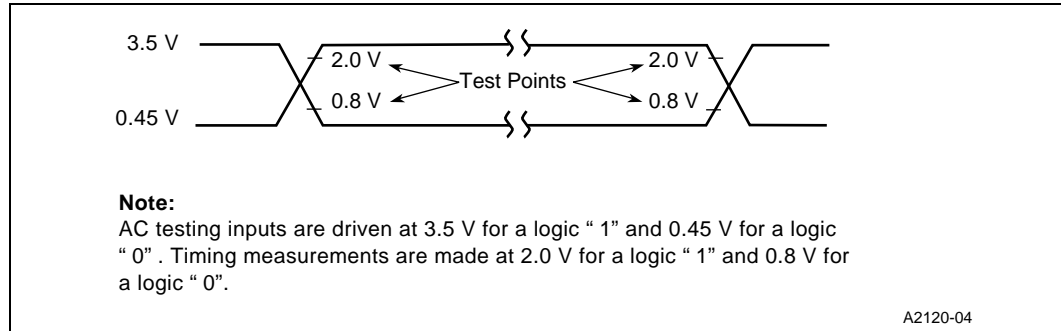 3.5 V
2.0 V
2.0 V
Test Points
0.8 V
0.8 V
0.45 V
Note:
AC testing inputs are driven at 3.5 V for a logic “ 1” and 0.45 V for a logic
“ 0” . Timing measurements are made at 2.0 V for a logic “ 1” and 0.8 V for
a logic “ 0”.
A2120-04